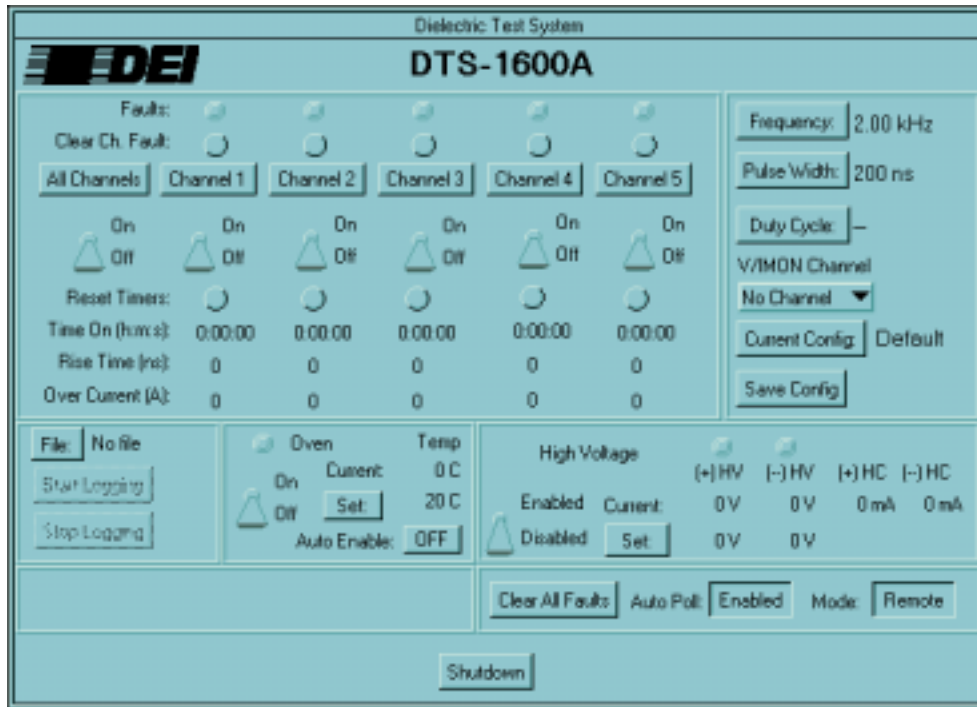 Dielectric Test System
DEI
DTS-1600A
Faults:
Clear Ch. Fault:
All Channels Channel 1 Channel 2 Channel 3 Channel 4 Channel 5
On On On On On On
Off Off Off Off Off Off
Reset Timers:
Time On (h:m:s): 0:00:00 0:00:00 0:00:00 0:00:00 0:00:00
Rise Time (ns): 0 0 0 0 0
Over Current (A): 0 0 0 0 0
Frequency: 2.00 kHz
Pulse Width: 200 ns
Duty Cycle: --
V/IMON Channel
No Channel
Current Config: Default
Save Config
File: No file
Start Logging
Stop Logging
Oven Temp
On Current: 0 C
Off Set: 20 C
Auto Enable: OFF
High Voltage (+) HV (--) HV (+) HC (--) HC
Enabled Current: 0 V 0 V 0 mA 0 mA
Disabled Set: 0 V 0 V
Clear All Faults Auto Poll: Enabled Mode: Remote
Shutdown